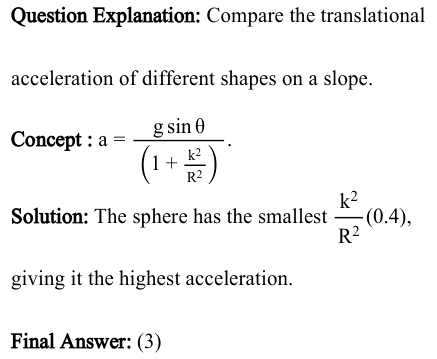 Question Explanation: Compare the translational
acceleration of different shapes on a slope.
Concept : a = g sin θ / (1 + k²/R²).
Solution: The sphere has the smallest k²/R² (0.4),
giving it the highest acceleration.
Final Answer: (3)